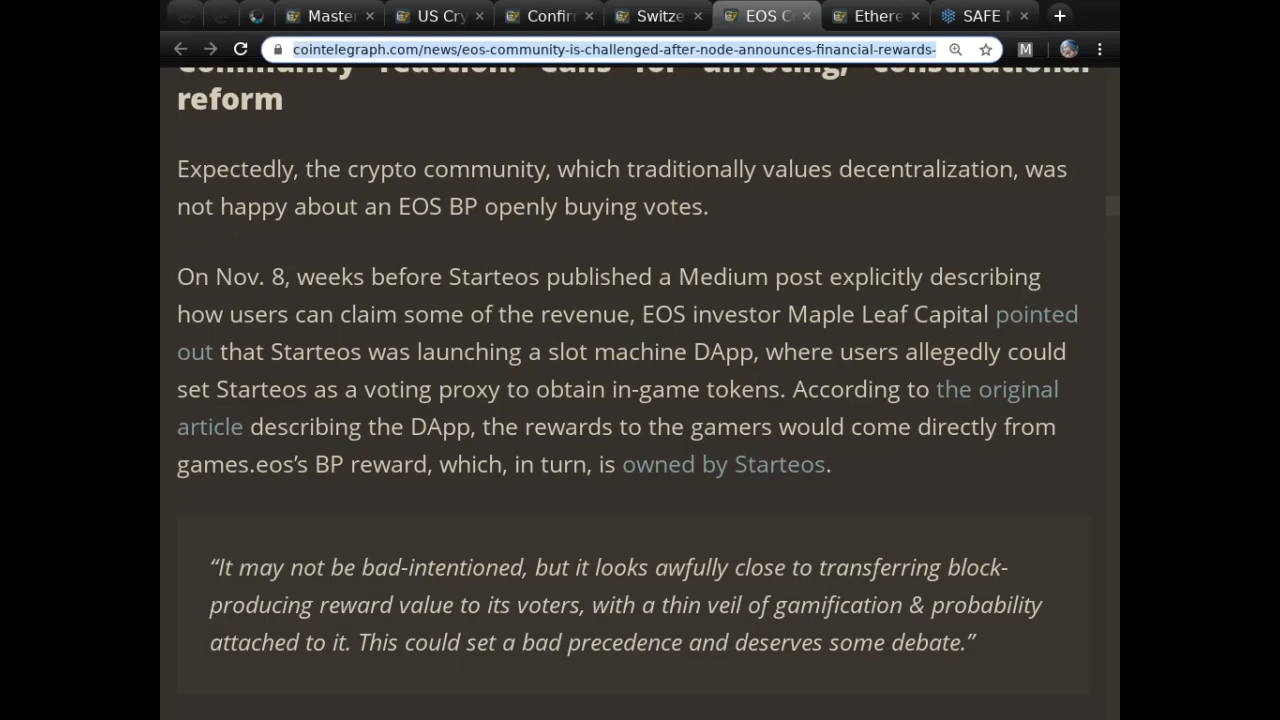 Master
US Cry
Confir
Switze
EOS C
Ethere
SAFE N
cointelegraph.com/news/eos-community-is-challenged-after-node-announces-financial-rewards-
M
Community reaction: Calls for unvoting, constitutional
reform
Expectedly, the crypto community, which traditionally values decentralization, was
not happy about an EOS BP openly buying votes.
On Nov. 8, weeks before Starteos published a Medium post explicitly describing
how users can claim some of the revenue, EOS investor Maple Leaf Capital pointed
out that Starteos was launching a slot machine DApp, where users allegedly could
set Starteos as a voting proxy to obtain in-game tokens. According to the original
article describing the DApp, the rewards to the gamers would come directly from
games.eos’s BP reward, which, in turn, is owned by Starteos.
“It may not be bad-intentioned, but it looks awfully close to transferring block-
producing reward value to its voters, with a thin veil of gamification & probability
attached to it. This could set a bad precedence and deserves some debate.”